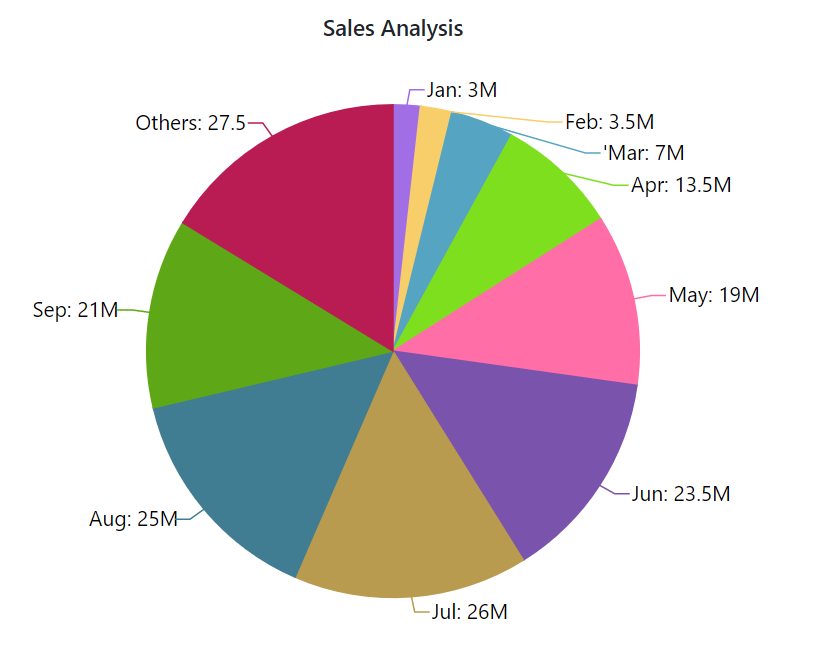 Sales Analysis
Jan: 3M
Feb: 3.5M
'Mar: 7M
Apr: 13.5M
May: 19M
Jun: 23.5M
Jul: 26M
Aug: 25M
Sep: 21M
Others: 27.5